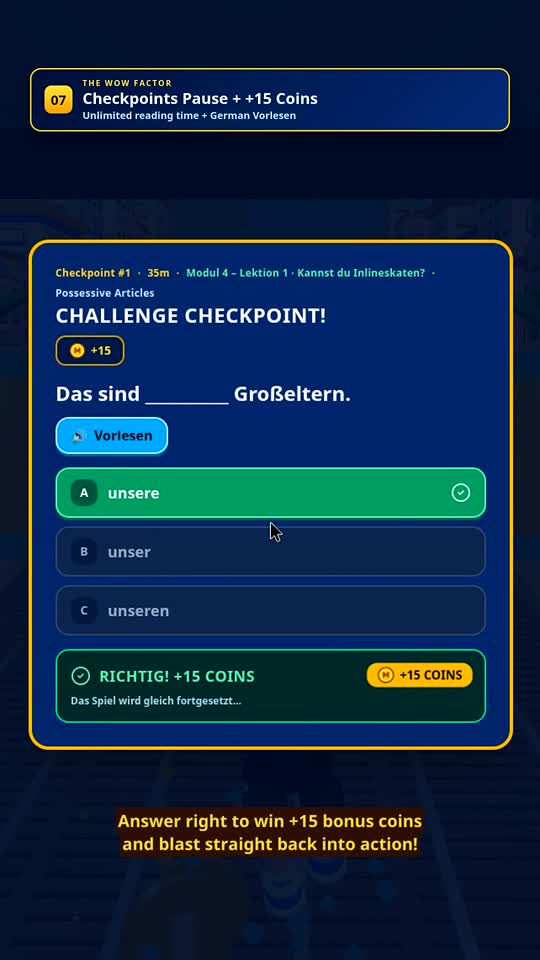 07
THE WOW FACTOR
Checkpoints Pause + +15 Coins
Unlimited reading time + German Vorlesen
Checkpoint #1 · 35m · Modul 4 – Lektion 1 · Kannst du Inlineskaten? ·
Possessive Articles
CHALLENGE CHECKPOINT!
M +15
Das sind __________ Großeltern.
🔊 Vorlesen
A unsere
B unser
C unseren
RICHTIG! +15 COINS
M +15 COINS
Das Spiel wird gleich fortgesetzt...
Answer right to win +15 bonus coins
and blast straight back into action!